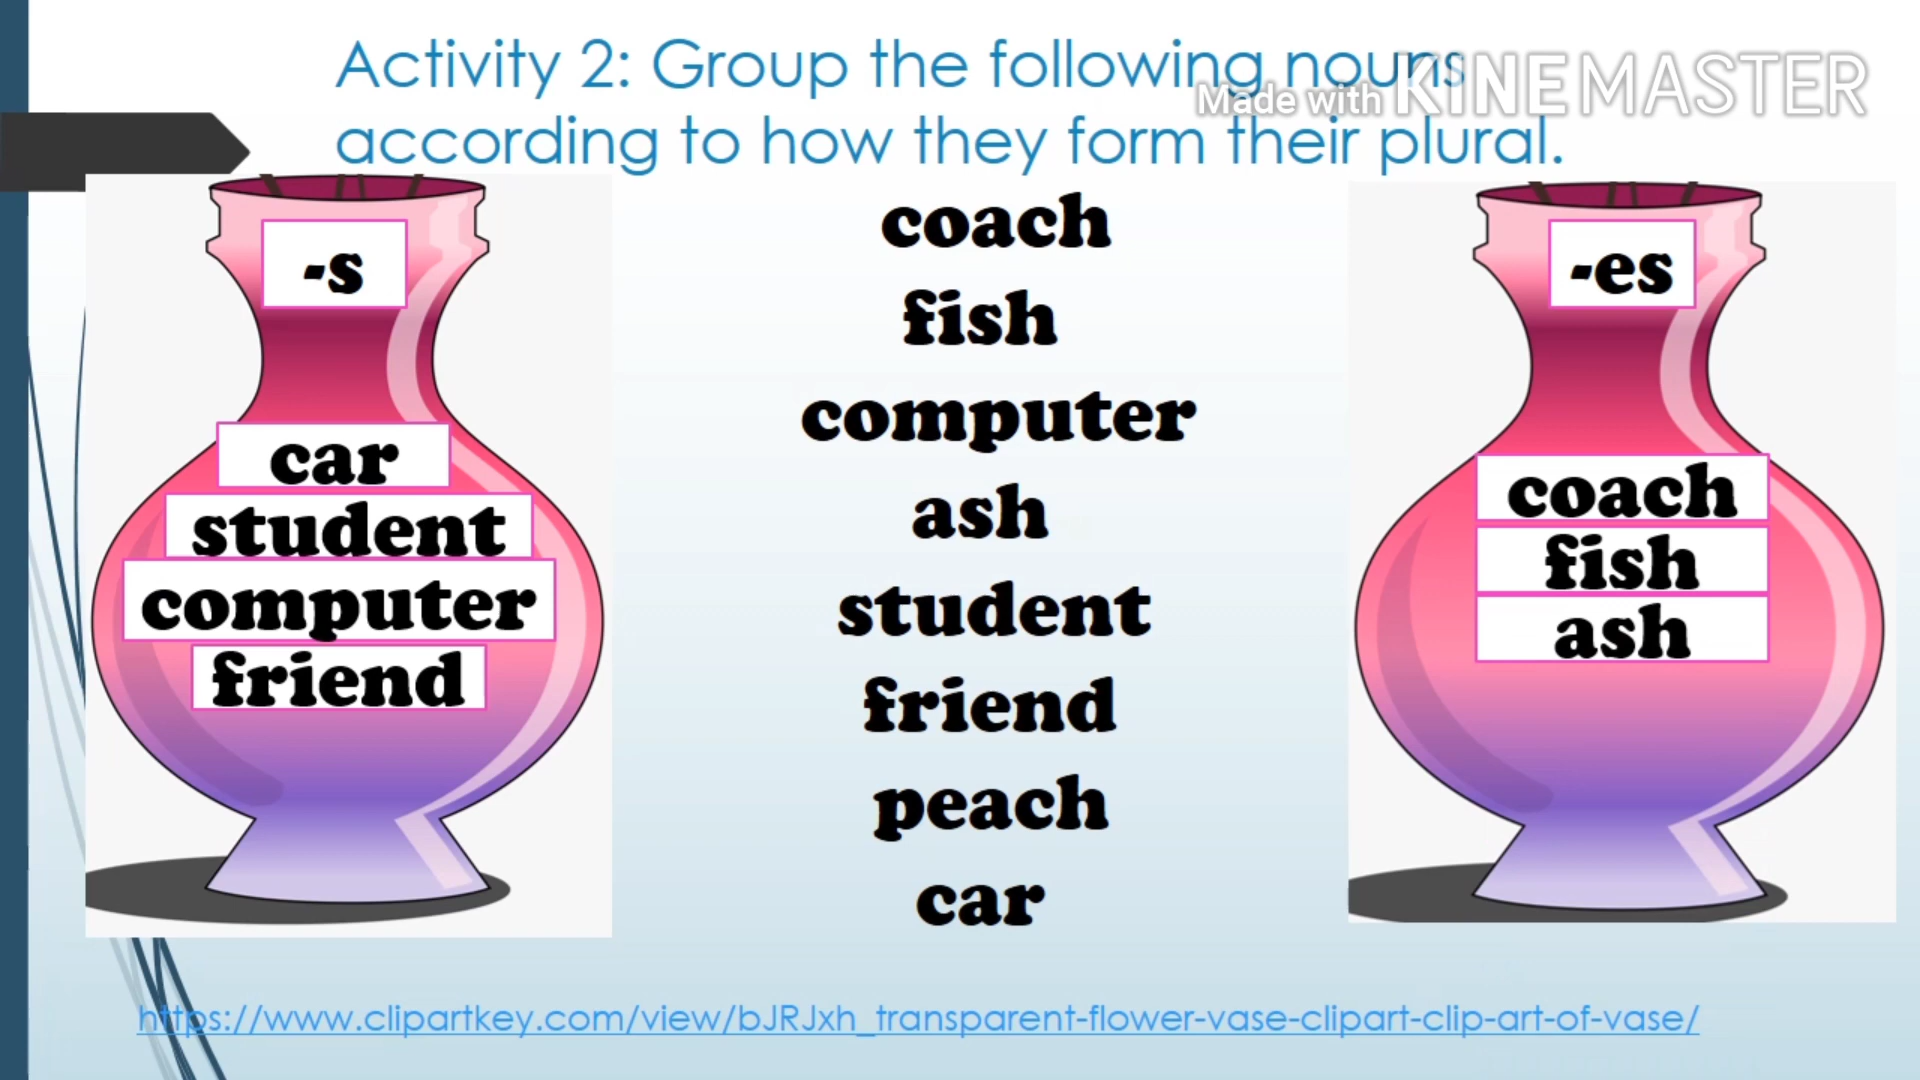 Activity 2: Group the following nouns
Made with KINEMASTER
according to how they form their plural.
-s
car
student
computer
friend
coach
fish
computer
ash
student
friend
peach
car
-es
coach
fish
ash
https://www.clipartkey.com/view/bJRJxh_transparent-flower-vase-clipart-clip-art-of-vase/